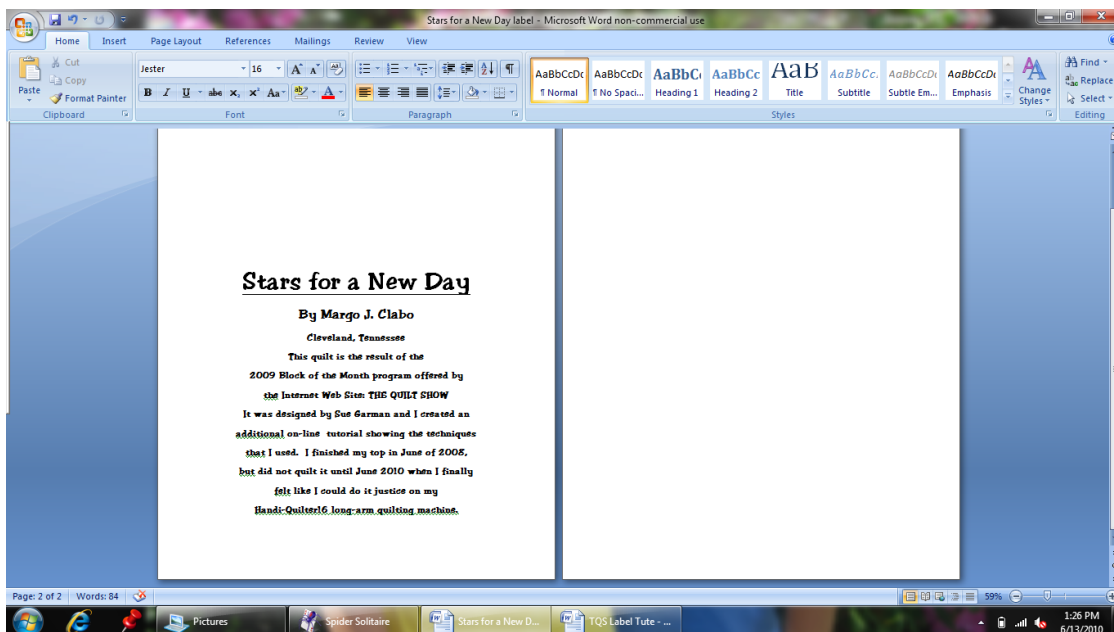 Stars for a New Day label - Microsoft Word non-commercial use
Home Insert Page Layout References Mailings Review View
Paste
Cut
Copy
Format Painter
Clipboard
Jester 16
B I U abc x₂ x² Aa
Font
Paragraph
AaBbCcDc AaBbCcDc AaBbC AaBbCc AaB AaBbCc. AaBbCcDc AaBbCcDc
¶ Normal ¶ No Spaci... Heading 1 Heading 2 Title Subtitle Subtle Em... Emphasis
Change Styles
Styles
Find
Replace
Select
Editing
Stars for a New Day
By Margo J. Clabo
Cleveland, Tennessee
This quilt is the result of the
2009 Block of the Month program offered by
the Internet Web Site: THE QUILT SHOW
It was designed by Sue Garman and I created an
additional on-line tutorial showing the techniques
that I used. I finished my top in June of 2008,
but did not quilt it until June 2010 when I finally
felt like I could do it justice on my
Handi-Quilter16 long-arm quilting machine.
Page: 2 of 2 Words: 84 59%
Pictures Spider Solitaire Stars for a New D... TQS Label Tute - ...
1:26 PM
6/13/2010